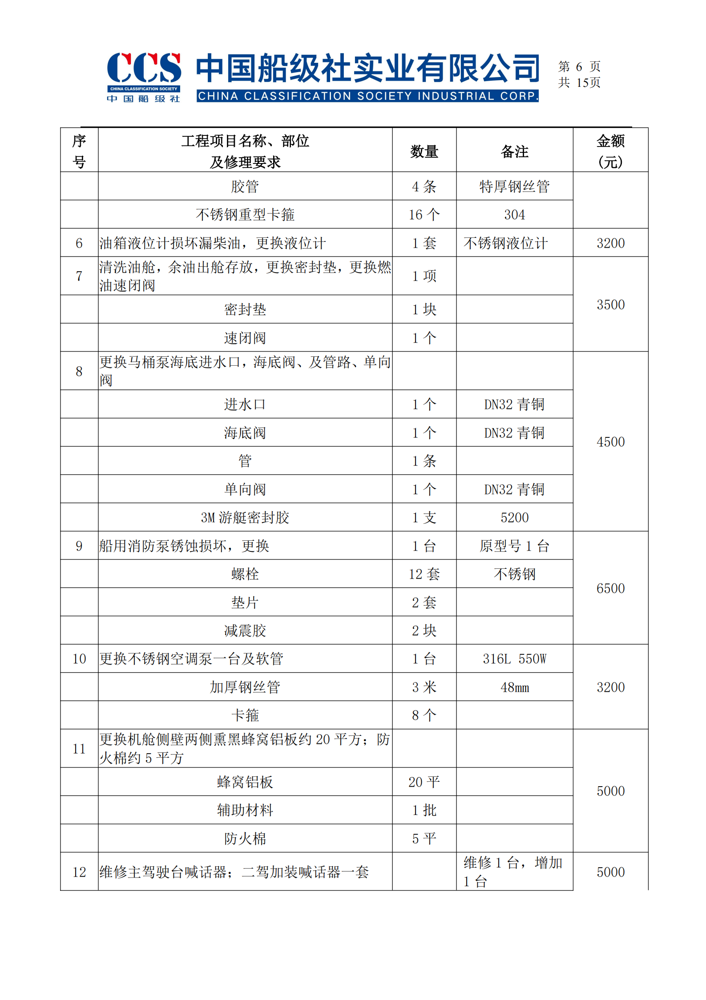 CCS
CHINA CLASSIFICATION SOCIETY
中国船级社
中国船级社实业有限公司
CHINA CLASSIFICATION SOCIETY INDUSTRIAL CORP.
第 6 页
共 15页
序号 工程项目名称、部位及修理要求 数量 备注 金额(元)
胶管 4 条 特厚钢丝管
不锈钢重型卡箍 16 个 304
6 油箱液位计损坏漏柴油，更换液位计 1 套 不锈钢液位计 3200
7 清洗油舱，余油出舱存放，更换密封垫，更换燃
油速闭阀 1 项 3500
密封垫 1 块
速闭阀 1 个
8 更换马桶泵海底进水口，海底阀、及管路、单向
阀 4500
进水口 1 个 DN32 青铜
海底阀 1 个 DN32 青铜
管 1 条
单向阀 1 个 DN32 青铜
3M 游艇密封胶 1 支 5200
9 船用消防泵锈蚀损坏，更换 1 台 原型号 1 台 6500
螺栓 12 套 不锈钢
垫片 2 套
减震胶 2 块
10 更换不锈钢空调泵一台及软管 1 台 316L 550W 3200
加厚钢丝管 3 米 48mm
卡箍 8 个
11 更换机舱侧壁两侧熏黑蜂窝铝板约 20 平方；防
火棉约 5 平方 5000
蜂窝铝板 20 平
辅助材料 1 批
防火棉 5 平
12 维修主驾驶台喊话器；二驾加装喊话器一套 维修 1 台，增加
1 台 5000